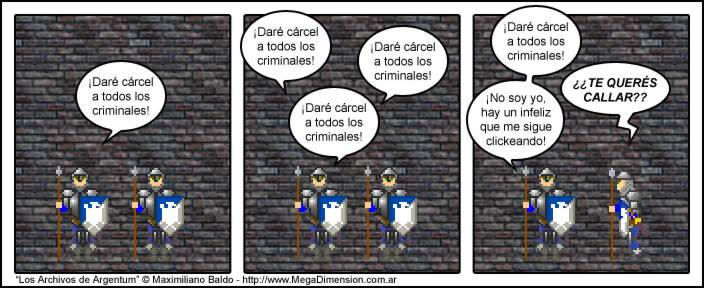 ¡Daré cárcel
a todos los
criminales!
¡Daré cárcel
a todos los
criminales!
¡Daré cárcel
a todos los
criminales!
¡Daré cárcel
a todos los
criminales!
¡Daré cárcel
a todos los
criminales!
¡No soy yo,
hay un infeliz
que me sigue
clickeando!
¿¿TE QUERÉS
CALLAR??
"Los Archivos de Argentum" © Maximiliano Baldo - http://www.MegaDimension.com.ar